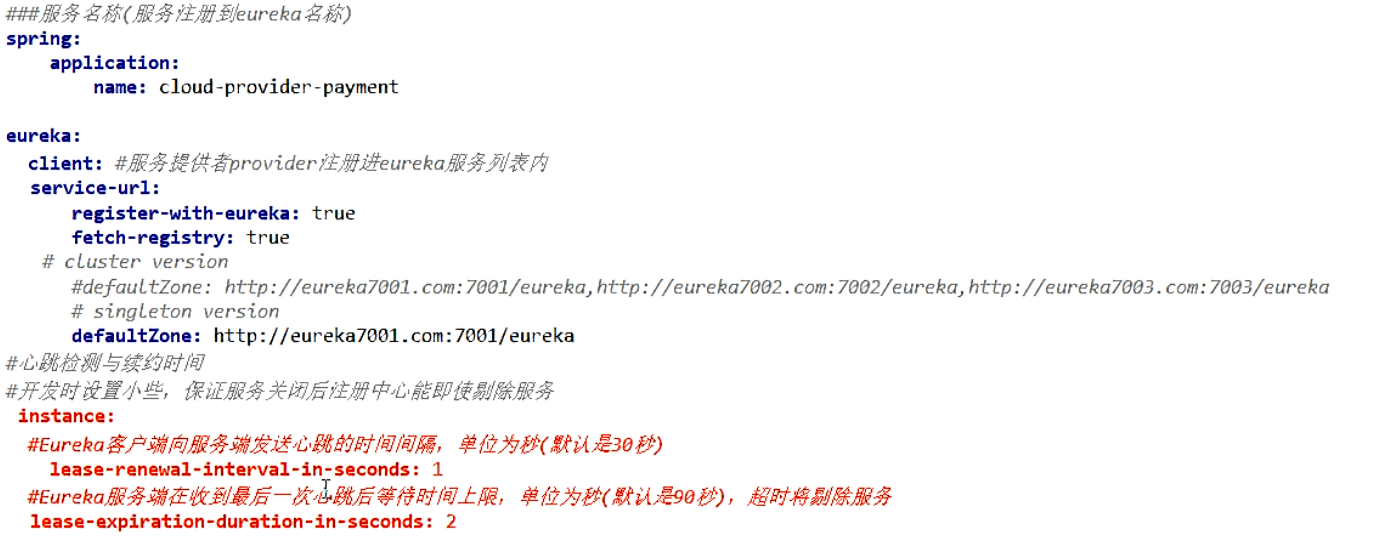 ###服务名称(服务注册到eureka名称)
spring:
application:
name: cloud-provider-payment
eureka:
client: #服务提供者provider注册进eureka服务列表内
service-url:
register-with-eureka: true
fetch-registry: true
# cluster version
#defaultZone: http://eureka7001.com:7001/eureka,http://eureka7002.com:7002/eureka,http://eureka7003.com:7003/eureka
# singleton version
defaultZone: http://eureka7001.com:7001/eureka
#心跳检测与续约时间
#开发时设置小些，保证服务关闭后注册中心能即使剔除服务
instance:
#Eureka客户端向服务端发送心跳的时间间隔，单位为秒(默认是30秒)
lease-renewal-interval-in-seconds: 1
#Eureka服务端在收到最后一次心跳后等待时间上限，单位为秒(默认是90秒)，超时将剔除服务
lease-expiration-duration-in-seconds: 2